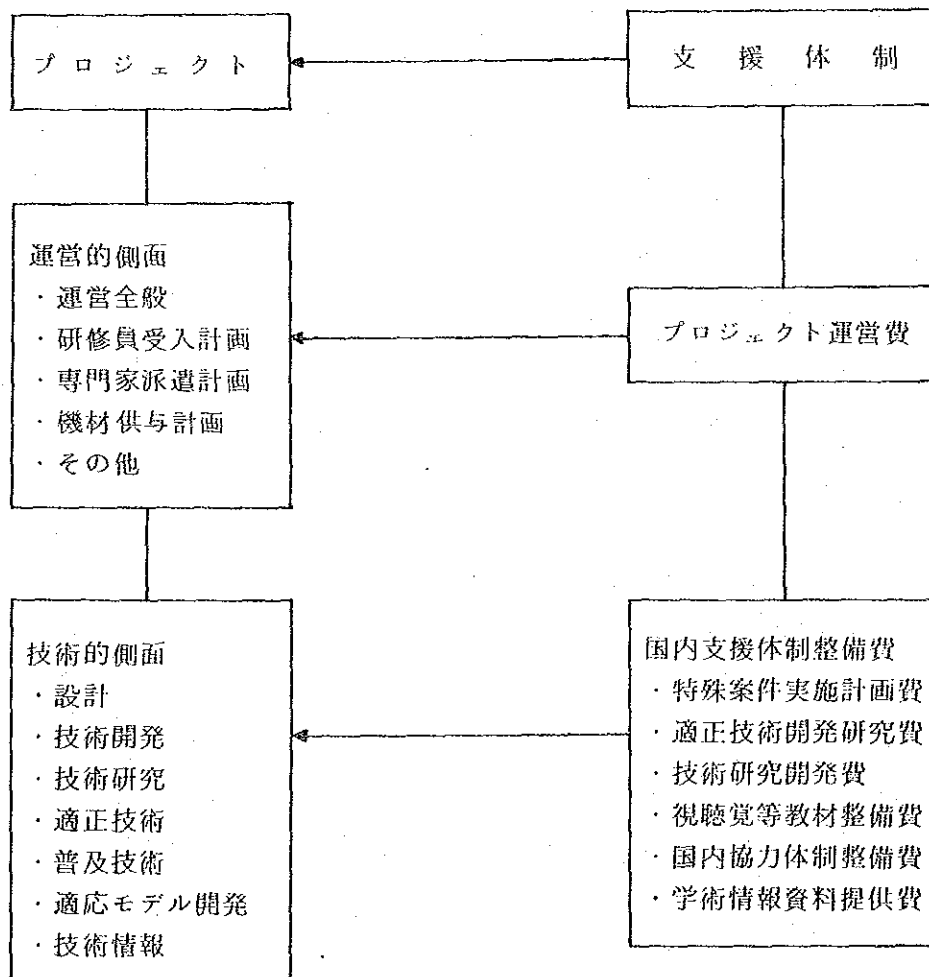 プロジェクト
支援体制
運営的側面
・運営全般
・研修員受入計画
・専門家派遣計画
・機材供与計画
・その他
プロジェクト運営費
技術的側面
・設計
・技術開発
・技術研究
・適正技術
・普及技術
・適応モデル開発
・技術情報
国内支援体制整備費
・特殊案件実施計画費
・適正技術開発研究費
・技術研究開発費
・視聴覚等教材整備費
・国内協力体制整備費
・学術情報資料提供費